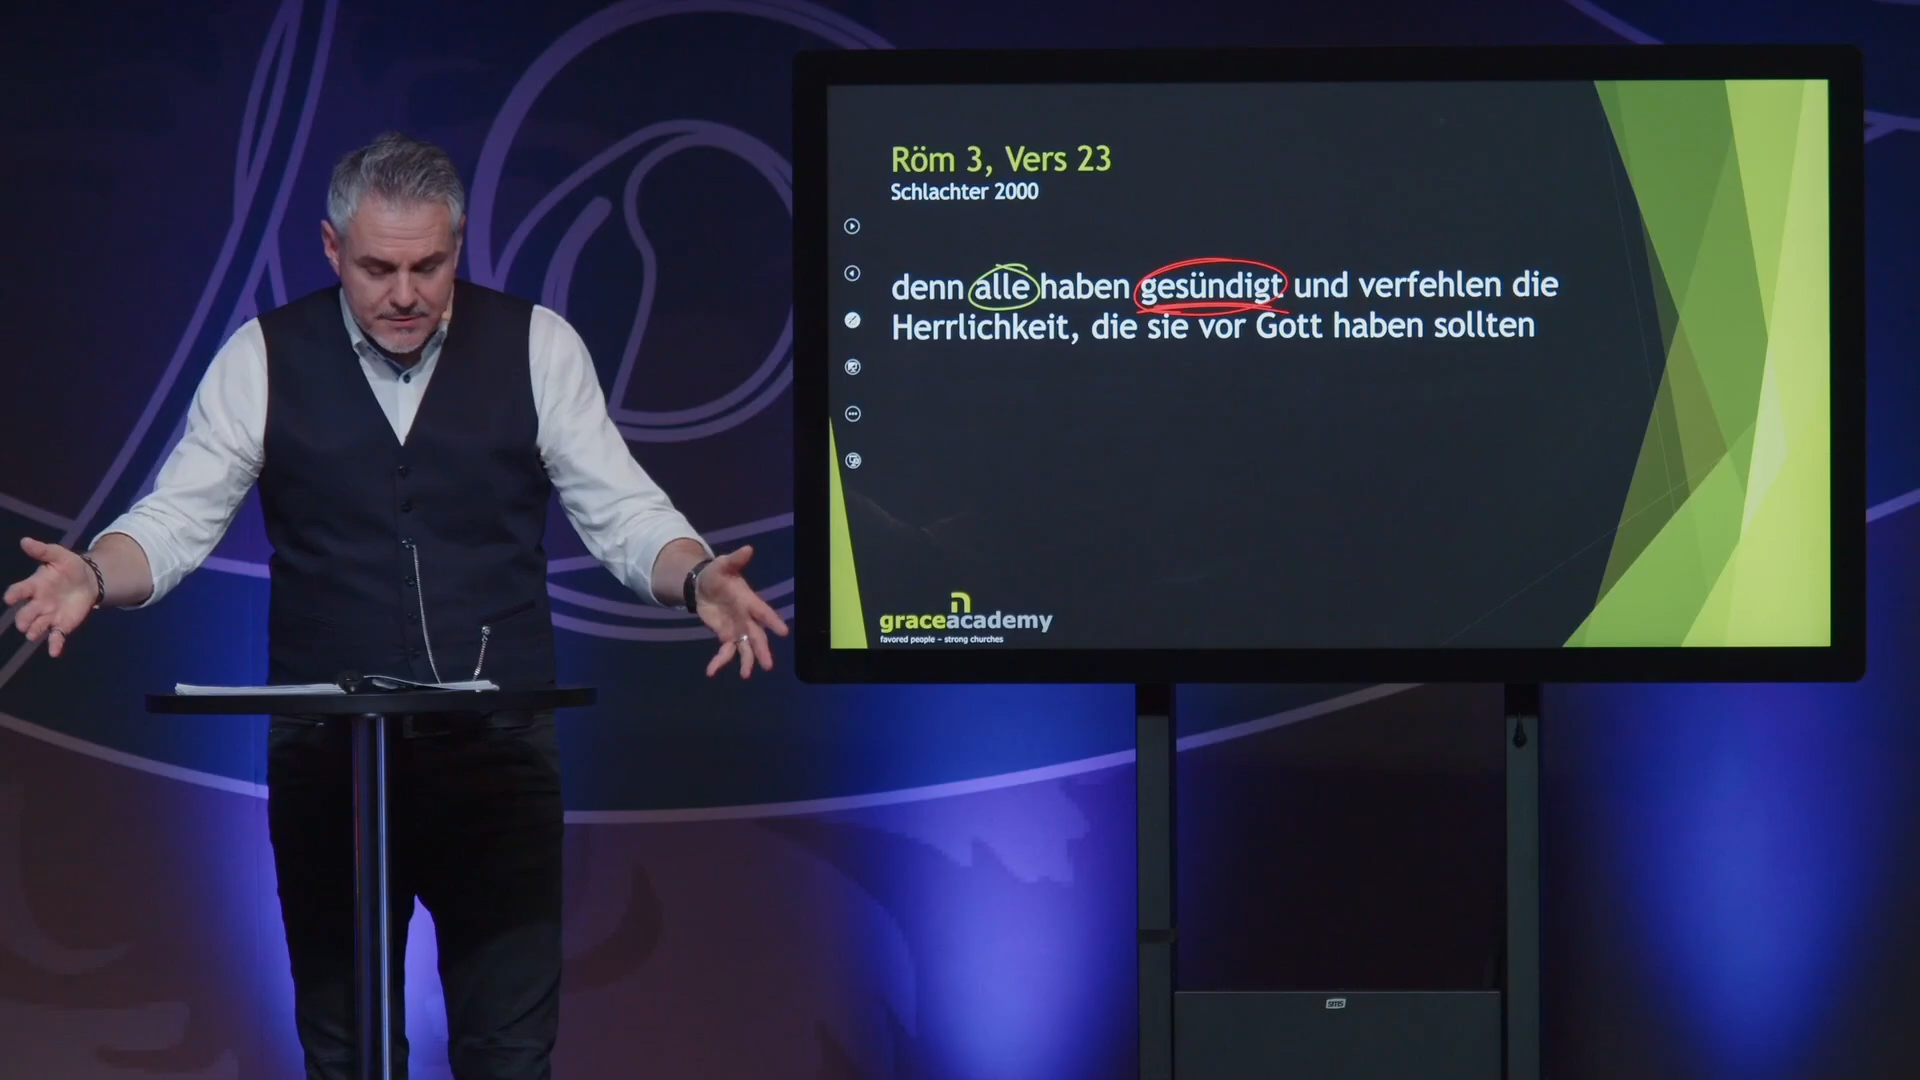 Röm 3, Vers 23
Schlachter 2000
denn alle haben gesündigt und verfehlen die
Herrlichkeit, die sie vor Gott haben sollten
graceacademy
favored people – strong churches
sms